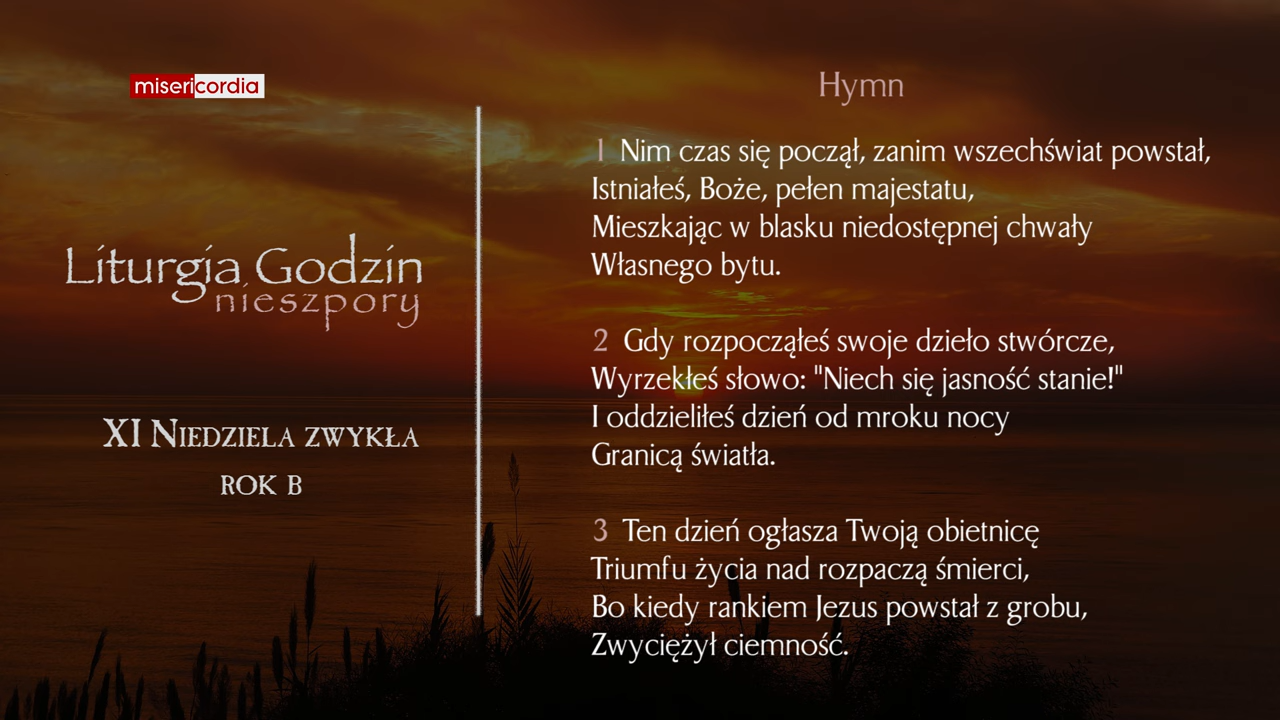 misericordia
Liturgia Godzin
nieszpory
XI Niedziela zwykła
rok B
Hymn
1 Nim czas się począł, zanim wszechświat powstał,
Istniałeś, Boże, pełen majestatu,
Mieszkając w blasku niedostępnej chwały
Własnego bytu.
2 Gdy rozpocząłeś swoje dzieło stwórcze,
Wyrzekłeś słowo: "Niech się jasność stanie!"
I oddzieliłeś dzień od mroku nocy
Granicą światła.
3 Ten dzień ogłasza Twoją obietnicę
Triumfu życia nad rozpaczą śmierci,
Bo kiedy rankiem Jezus powstał z grobu,
Zwyciężył ciemność.